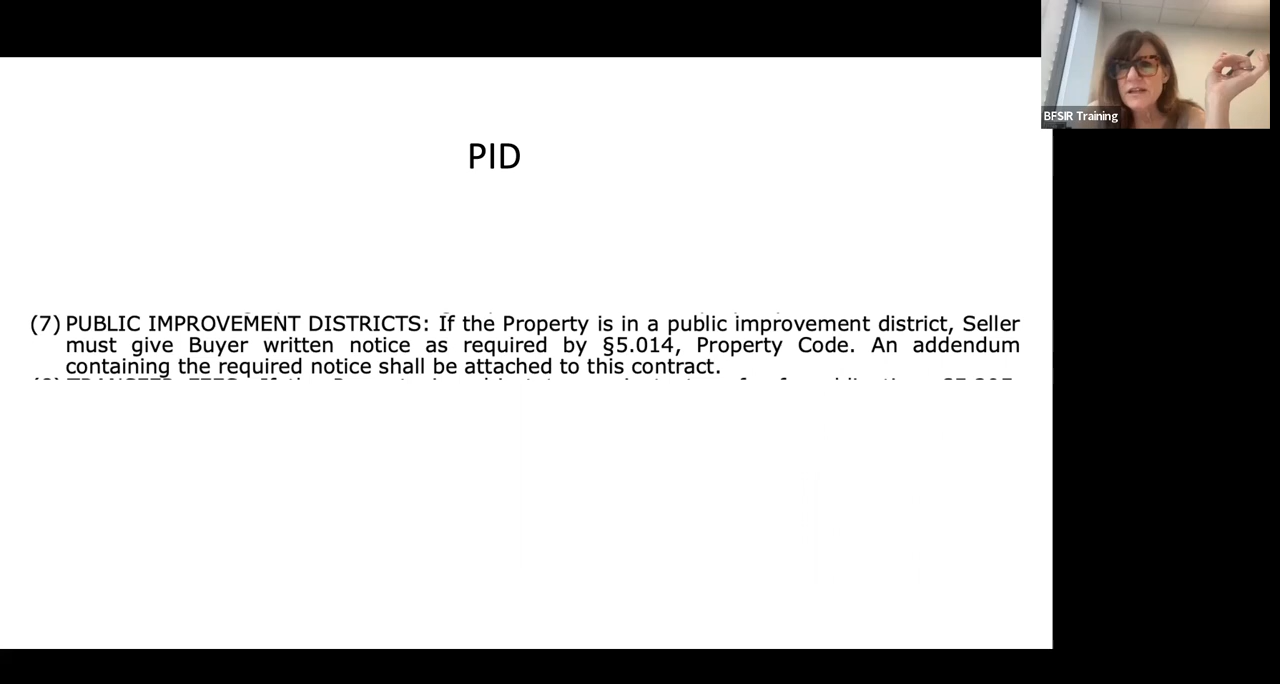 BFSIR Training
PID
(7) PUBLIC IMPROVEMENT DISTRICTS: If the Property is in a public improvement district, Seller
must give Buyer written notice as required by §5.014, Property Code. An addendum
containing the required notice shall be attached to this contract.